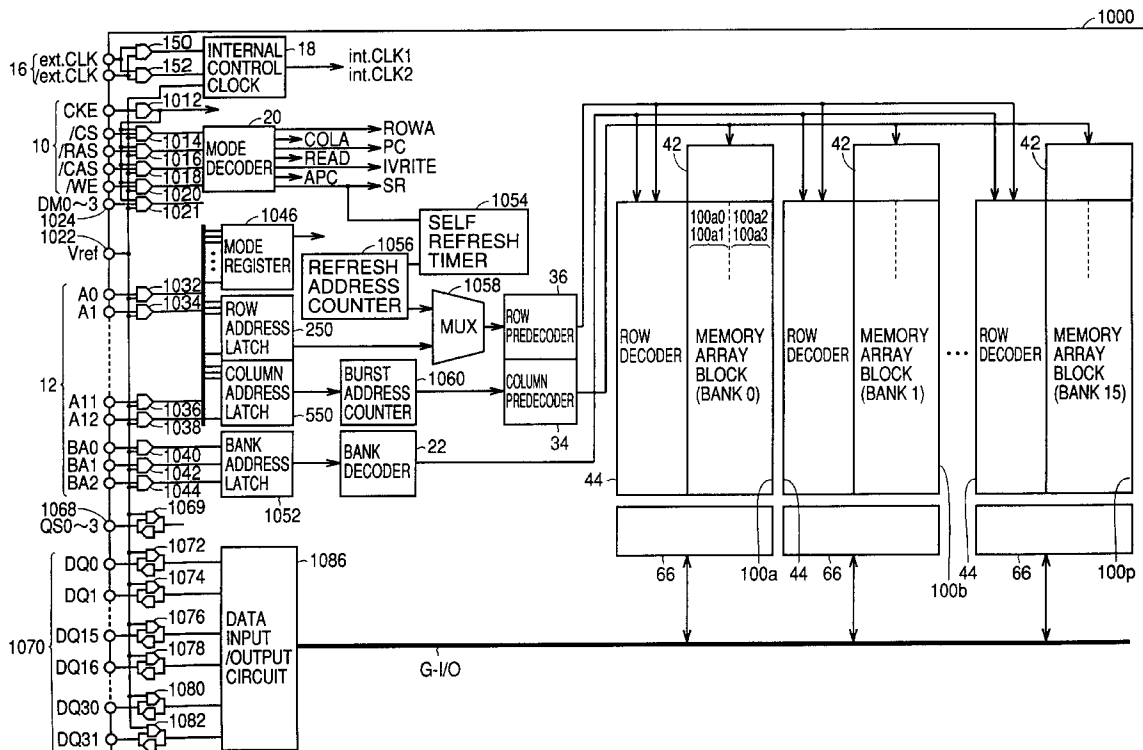 1000
16
ext.CLK
/ext.CLK
150
152
INTERNAL
CONTROL
CLOCK
18
int.CLK1
int.CLK2
10
CKE
/CS
/RAS
/CAS
/WE
DM0~3
1012
1014
1016
1018
1020
1021
1024
1022
Vref
20
MODE
DECODER
ROWA
COLA
PC
READ
IVRITE
APC
SR
1046
MODE
REGISTER
1054
SELF
REFRESH
TIMER
1056
REFRESH
ADDRESS
COUNTER
1058
MUX
12
A0
A1
A11
A12
BA0
BA1
BA2
1032
1034
1036
1038
1040
1042
1044
ROW
ADDRESS
LATCH
250
COLUMN
ADDRESS
LATCH
550
BURST
ADDRESS
COUNTER
1060
36
ROW
PREDECODER
COLUMN
PREDECODER
34
BANK
ADDRESS
LATCH
1052
BANK
DECODER
22
42
42
42
100a0
100a1
100a2
100a3
ROW
DECODER
MEMORY
ARRAY
BLOCK
(BANK 0)
ROW
DECODER
MEMORY
ARRAY
BLOCK
(BANK 1)
ROW
DECODER
MEMORY
ARRAY
BLOCK
(BANK 15)
44
66
100a
44
66
100b
44
66
100p
1068
QS0~3
1069
1070
DQ0
DQ1
DQ15
DQ16
DQ30
DQ31
1072
1074
1076
1078
1080
1082
1086
DATA
INPUT
/OUTPUT
CIRCUIT
G-I/O